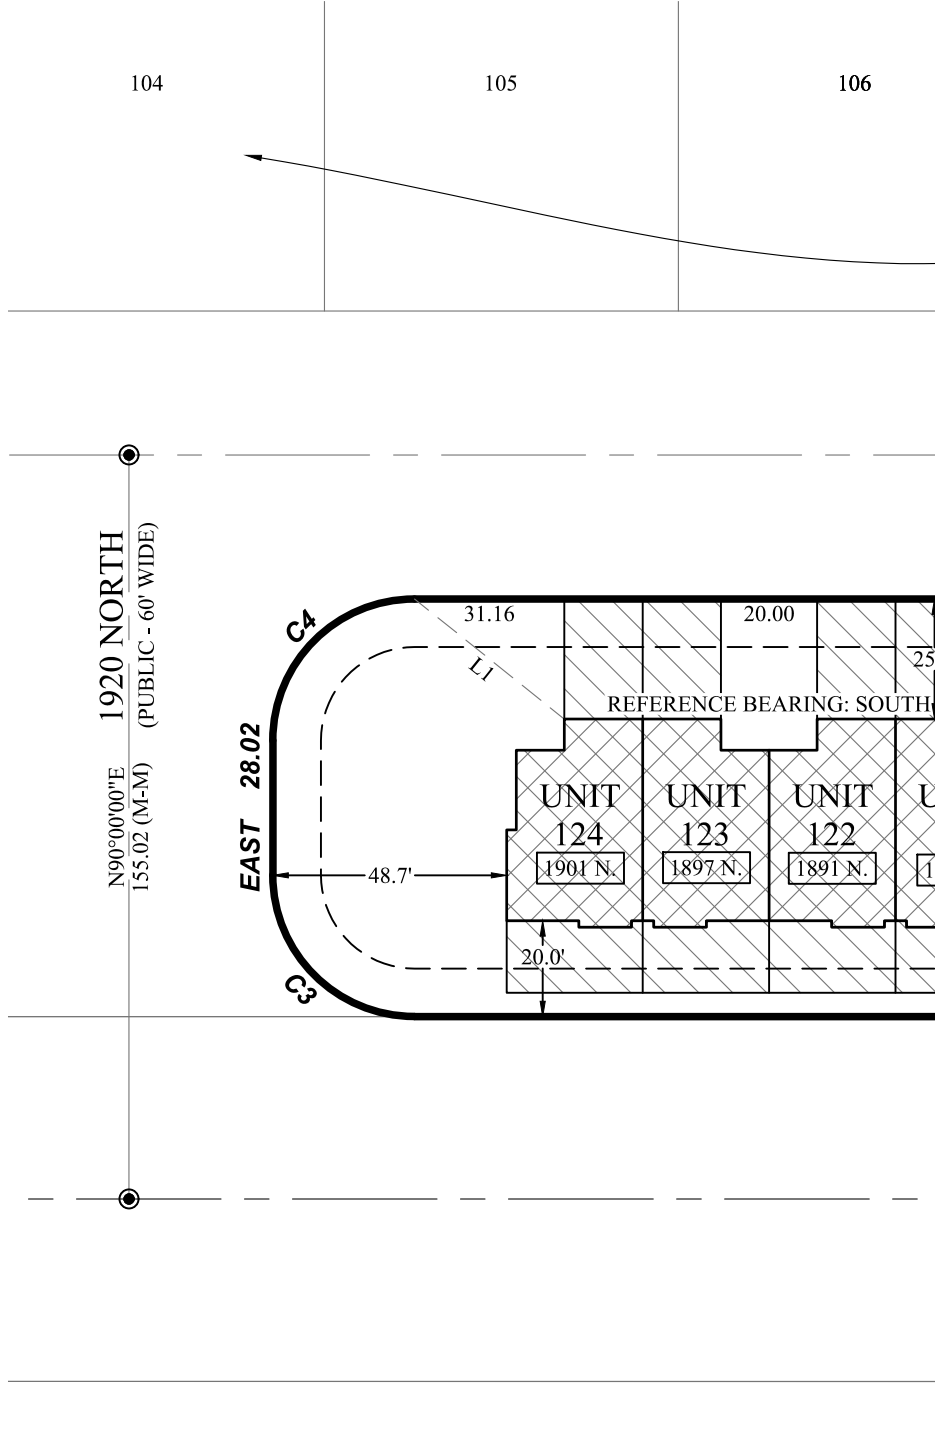 104
105
106
1920 NORTH
(PUBLIC - 60' WIDE)
N90°00'00"E
155.02 (M-M)
C4
31.16
20.00
25
L1
REFERENCE BEARING: SOUTH
EAST 28.02
UNIT
124
1901 N.
UNIT
123
1897 N.
UNIT
122
1891 N.
U
1
48.7'
20.0'
C3